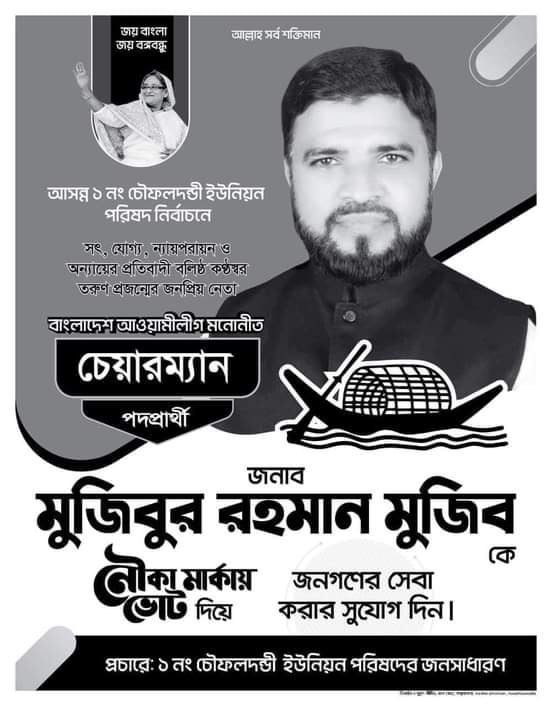 জয় বাংলা
জয় বঙ্গবন্ধু
আল্লাহ সর্ব শক্তিমান
আসন্ন ১ নং চৌফলদন্ডী ইউনিয়ন
পরিষদ নির্বাচনে
সৎ, যোগ্য, ন্যায়পরায়ন ও
অন্যায়ের প্রতিবাদী বলিষ্ঠ কণ্ঠস্বর
তরুণ প্রজন্মের জনপ্রিয় নেতা
বাংলাদেশ আওয়ামীলীগ মনোনীত
চেয়ারম্যান
পদপ্রার্থী
জনাব
মুজিবুর রহমান মুজিব
কে
নৌকা মার্কায়
ভোট দিয়ে
জনগণের সেবা
করার সুযোগ দিন।
প্রচারে: ১ নং চৌফলদন্ডী ইউনিয়ন পরিষদের জনসাধারণ